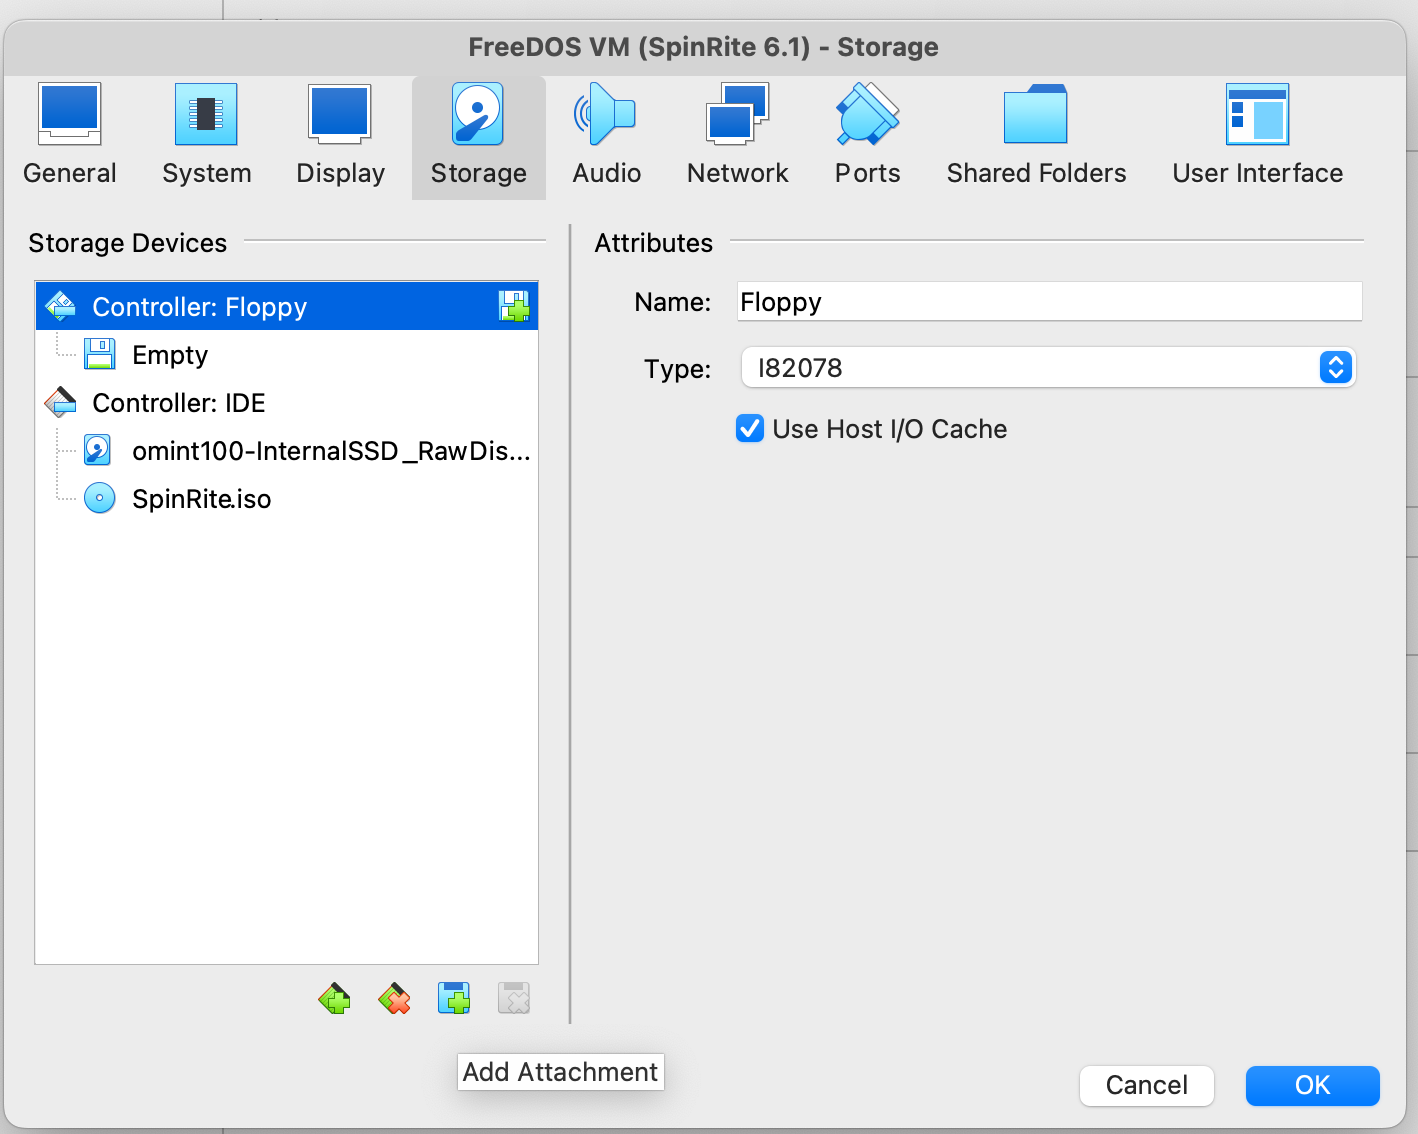 FreeDOS VM (SpinRite 6.1) - Storage
General System Display Storage Audio Network Ports Shared Folders User Interface
Storage Devices
Controller: Floppy
Empty
Controller: IDE
omint100-InternalSSD_RawDis...
SpinRite.iso
Attributes
Name: Floppy
Type: I82078
Use Host I/O Cache
Add Attachment
Cancel OK